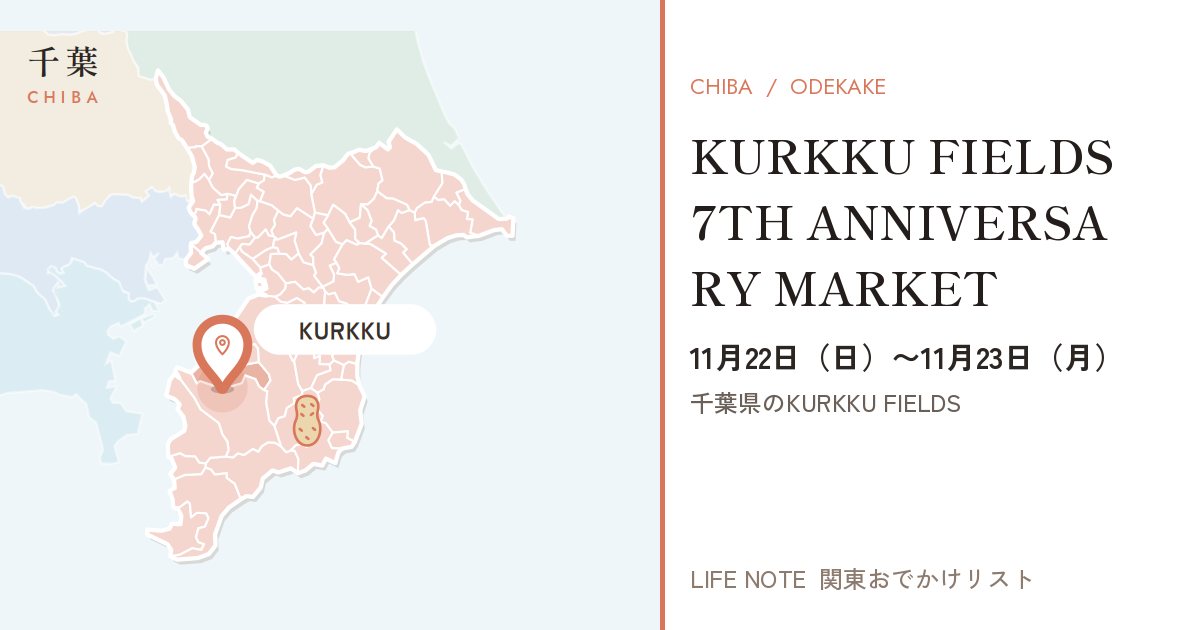 千葉
CHIBA
KURKKU
CHIBA / ODEKAKE
KURKKU FIELDS
7TH ANNIVERSA
RY MARKET
11月22日（日）〜11月23日（月）
千葉県のKURKKU FIELDS
LIFE NOTE 関東おでかけリスト